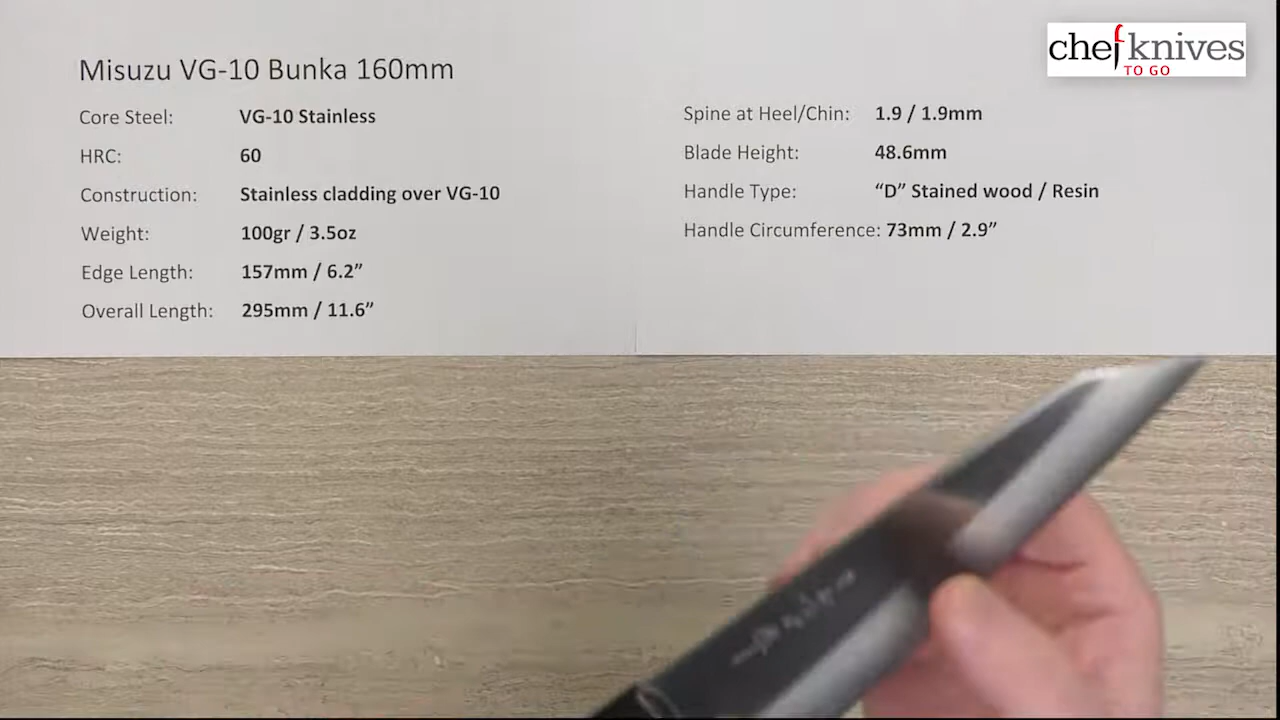 chefknives
TO GO
Misuzu VG-10 Bunka 160mm
Core Steel: VG-10 Stainless
HRC: 60
Construction: Stainless cladding over VG-10
Weight: 100gr / 3.5oz
Edge Length: 157mm / 6.2”
Overall Length: 295mm / 11.6”
Spine at Heel/Chin: 1.9 / 1.9mm
Blade Height: 48.6mm
Handle Type: “D” Stained wood / Resin
Handle Circumference: 73mm / 2.9”